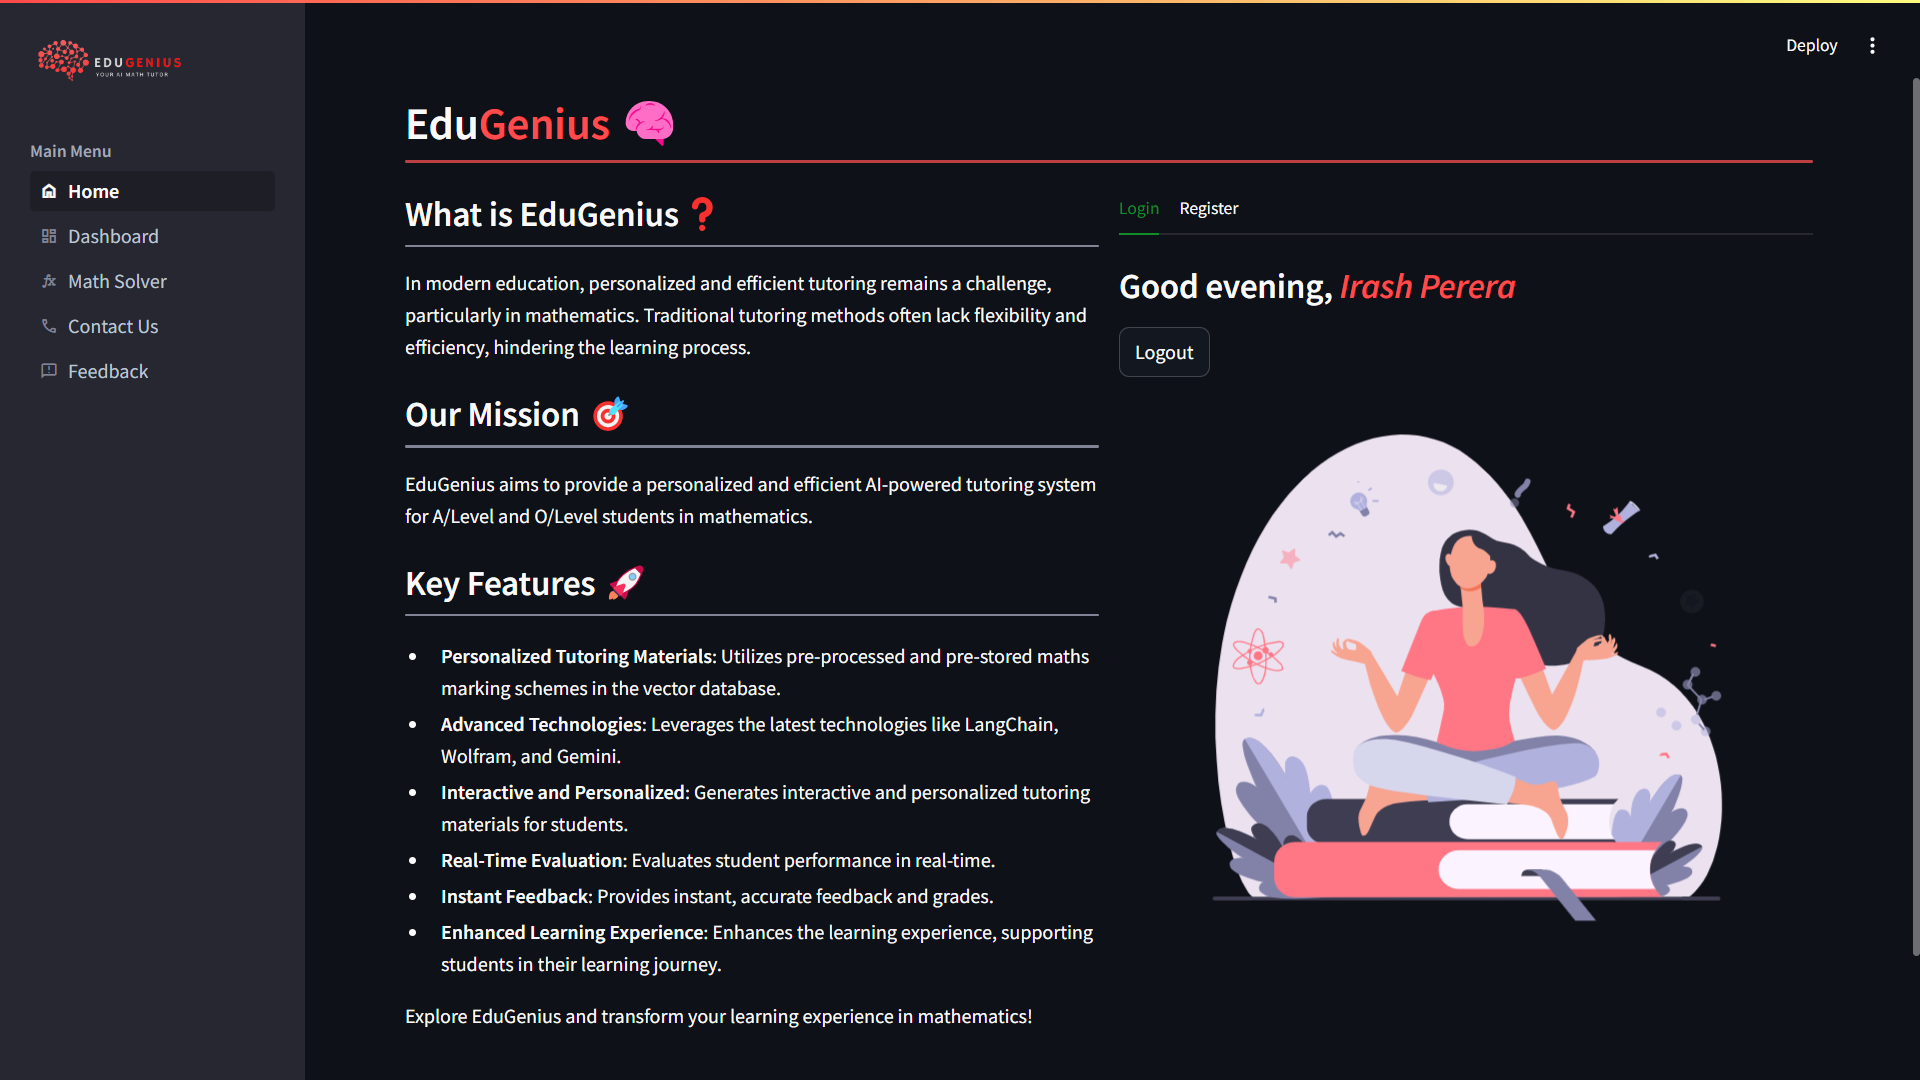 EDUGENIUS
YOUR AI MATH TUTOR
Main Menu
Home
Dashboard
Math Solver
Contact Us
Feedback
Deploy
EduGenius
What is EduGenius
In modern education, personalized and efficient tutoring remains a challenge,
particularly in mathematics. Traditional tutoring methods often lack flexibility and
efficiency, hindering the learning process.
Our Mission
EduGenius aims to provide a personalized and efficient AI-powered tutoring system
for A/Level and O/Level students in mathematics.
Key Features
• Personalized Tutoring Materials: Utilizes pre-processed and pre-stored maths
marking schemes in the vector database.
• Advanced Technologies: Leverages the latest technologies like LangChain,
Wolfram, and Gemini.
• Interactive and Personalized: Generates interactive and personalized tutoring
materials for students.
• Real-Time Evaluation: Evaluates student performance in real-time.
• Instant Feedback: Provides instant, accurate feedback and grades.
• Enhanced Learning Experience: Enhances the learning experience, supporting
students in their learning journey.
Explore EduGenius and transform your learning experience in mathematics!
Login Register
Good evening, Irash Perera
Logout